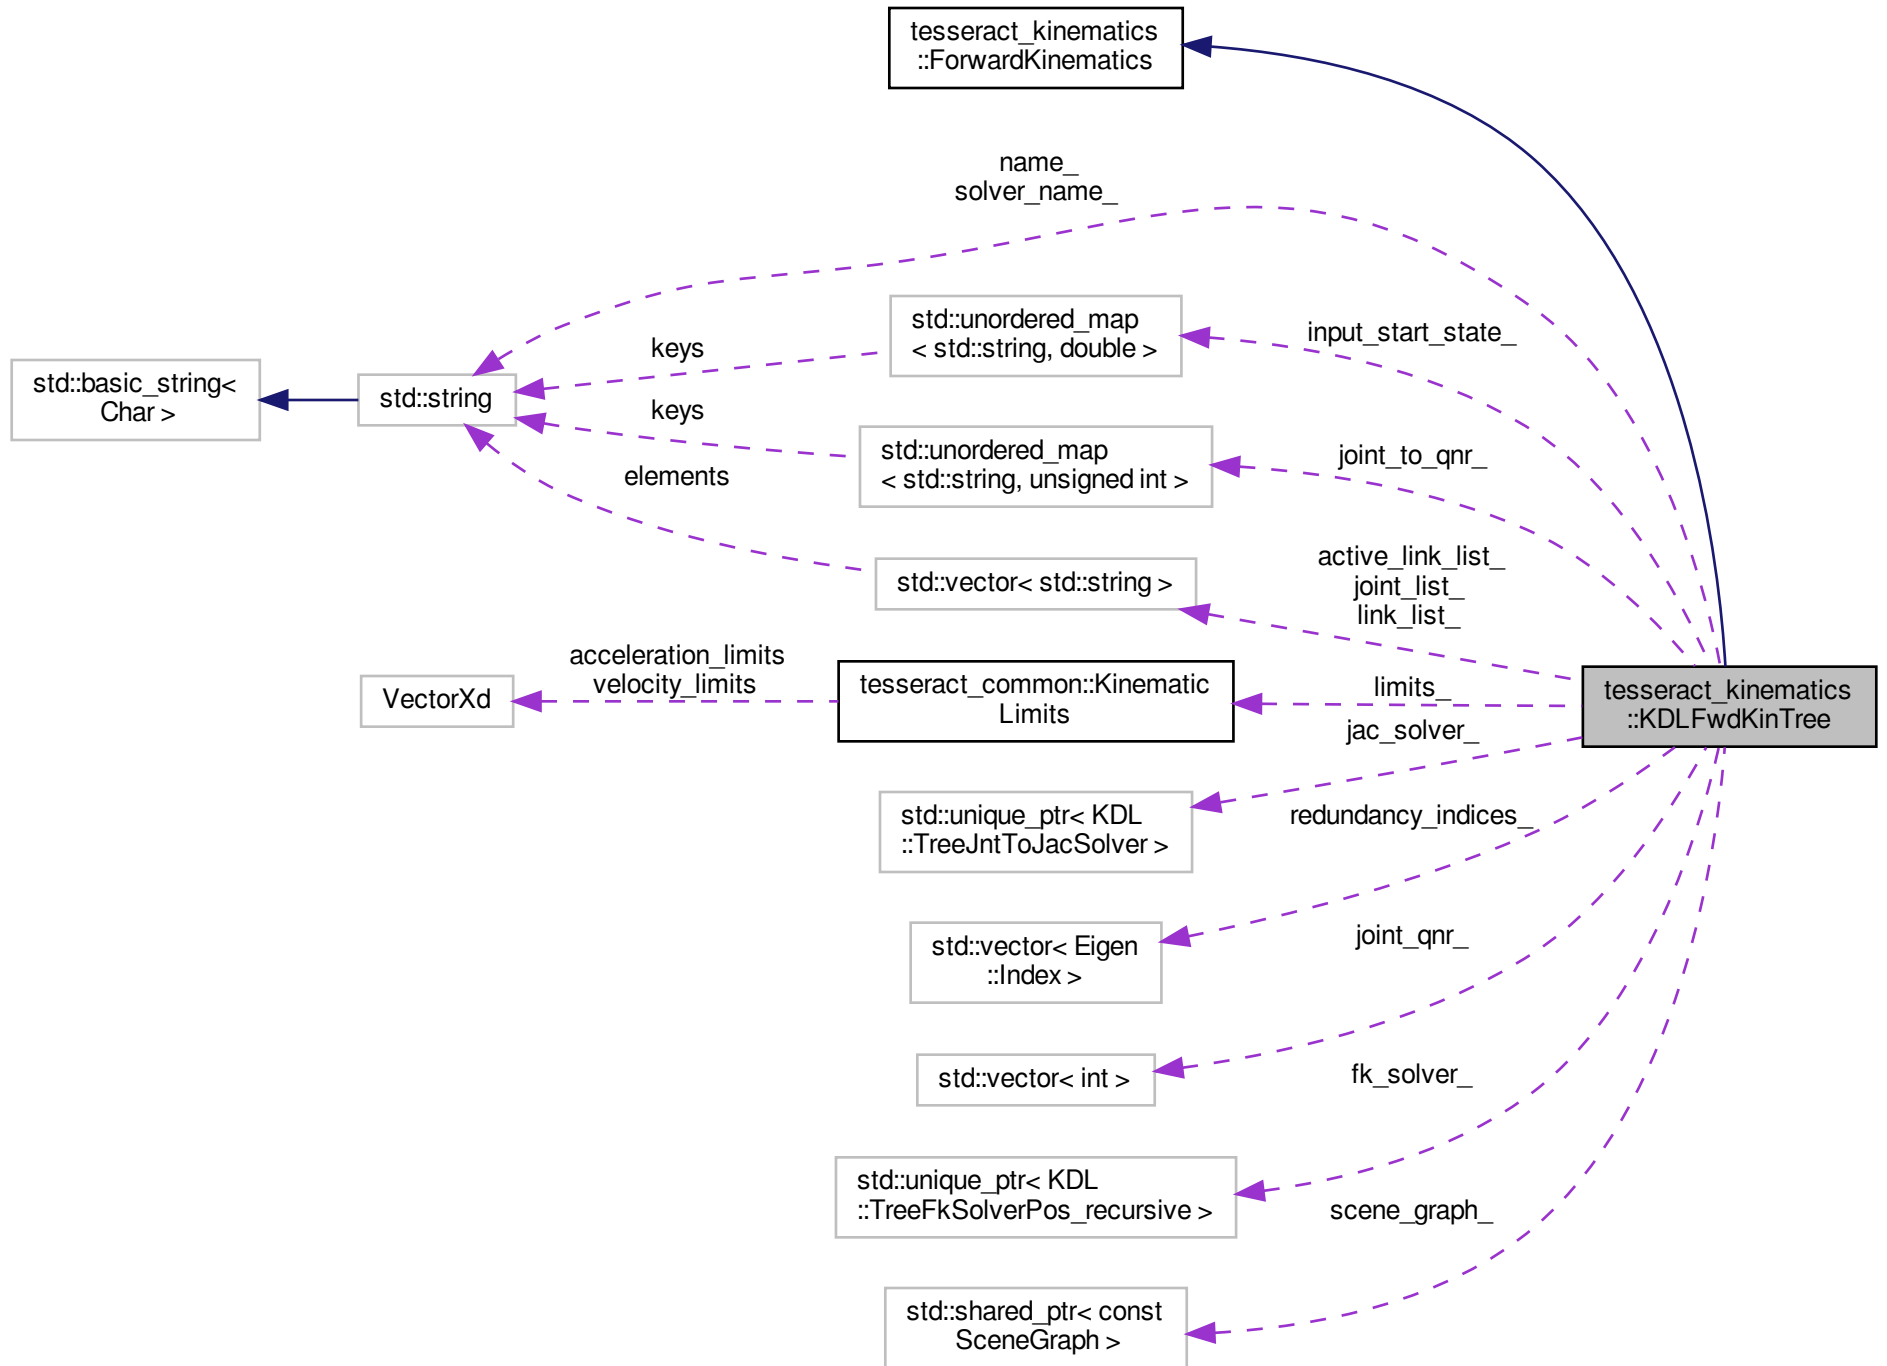 tesseract_kinematics
::ForwardKinematics
name_
solver_name_
std::unordered_map
< std::string, double >
input_start_state_
keys
std::basic_string<
Char >
std::string
keys
std::unordered_map
< std::string, unsigned int >
joint_to_qnr_
elements
std::vector< std::string >
active_link_list_
joint_list_
link_list_
acceleration_limits
velocity_limits
VectorXd
tesseract_common::Kinematic
Limits
limits_
tesseract_kinematics
::KDLFwdKinTree
jac_solver_
std::unique_ptr< KDL
::TreeJntToJacSolver >
redundancy_indices_
std::vector< Eigen
::Index >
joint_qnr_
std::vector< int >
fk_solver_
std::unique_ptr< KDL
::TreeFkSolverPos_recursive >
scene_graph_
std::shared_ptr< const
SceneGraph >